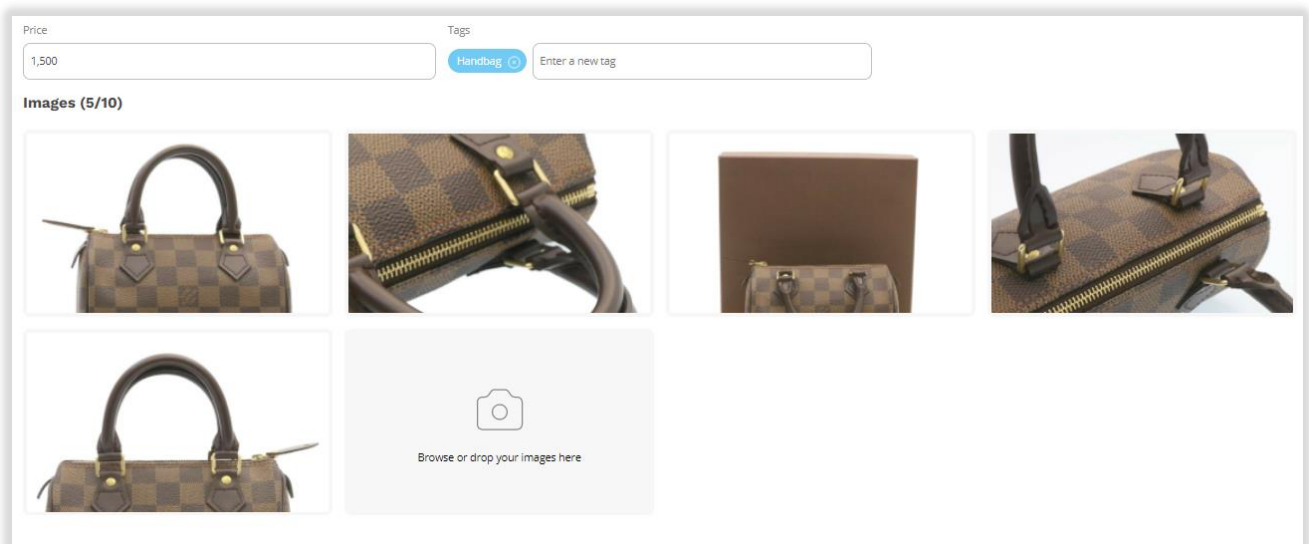 Price
Tags
1,500
Handbag
Enter a new tag
Images (5/10)
Browse or drop your images here